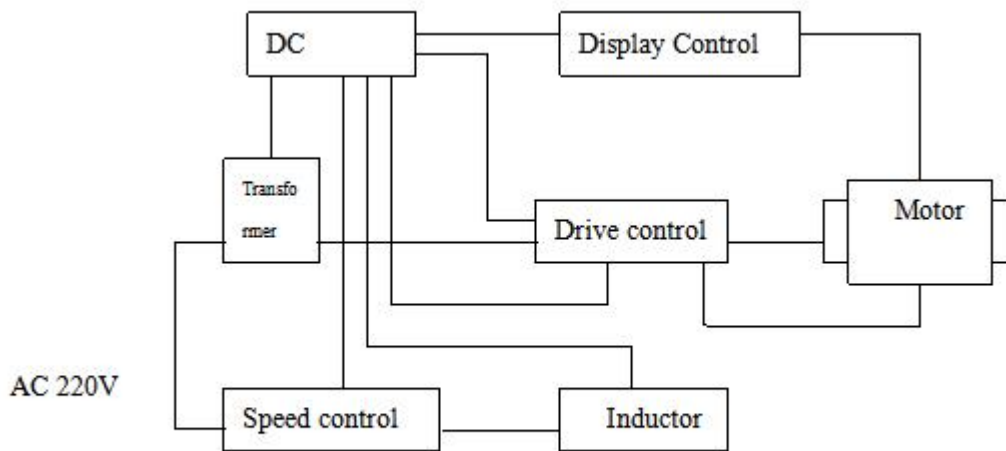 DC
Display Control
Transfo
rmer
Motor
Drive control
AC 220V
Speed control
Inductor